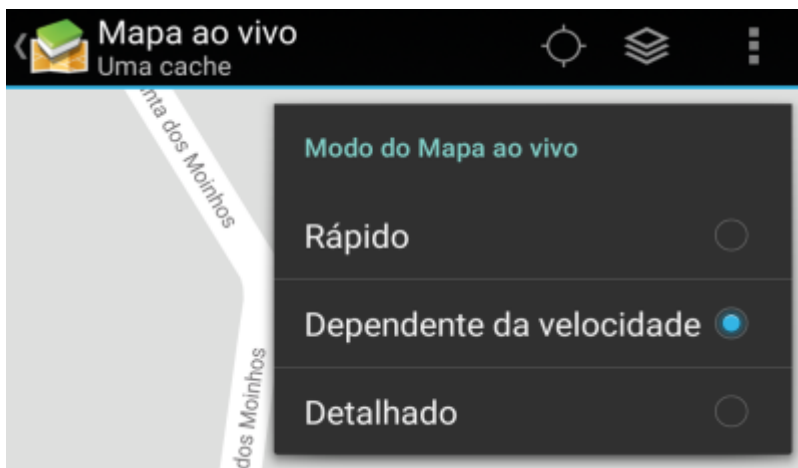 Mapa ao vivo
Uma cache
nta dos Moinhos
Modo do Mapa ao vivo
Rápido
Dependente da velocidade
dos Moinhos
Detalhado